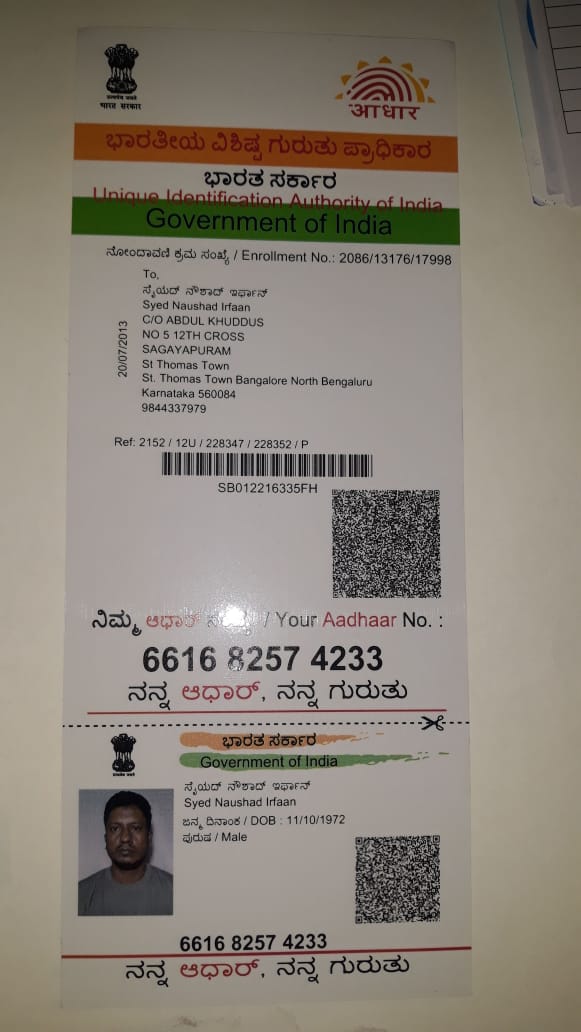 सत्यमेव जयते
भारत सरकार
आधार
ಭಾರತೀಯ ವಿಶಿಷ್ಟ ಗುರುತು ಪ್ರಾಧಿಕಾರ
ಭಾರತ ಸರ್ಕಾರ
Unique Identification Authority of India
Government of India
ನೋಂದಾವಣಿ ಕ್ರಮ ಸಂಖ್ಯೆ / Enrollment No.: 2086/13176/17998
To,
ಸೈಯದ್ ನೌಶಾದ್ ಇರ್ಫಾನ್
Syed Naushad Irfaan
C/O ABDUL KHUDDUS
NO 5 12TH CROSS
SAGAYAPURAM
St Thomas Town
St. Thomas Town Bangalore North Bengaluru
Karnataka 560084
9844337979
20/07/2013
Ref: 2152 / 12U / 228347 / 228352 / P
SB012216335FH
ನಿಮ್ಮ ಆಧಾರ್ / Your Aadhaar No. :
6616 8257 4233
ನನ್ನ ಆಧಾರ್, ನನ್ನ ಗುರುತು
ಭಾರತ ಸರ್ಕಾರ
Government of India
ಸೈಯದ್ ನೌಶಾದ್ ಇರ್ಫಾನ್
Syed Naushad Irfaan
ಜನ್ಮ ದಿನಾಂಕ / DOB : 11/10/1972
ಪುರುಷ / Male
6616 8257 4233
ನನ್ನ ಆಧಾರ್, ನನ್ನ ಗುರುತು